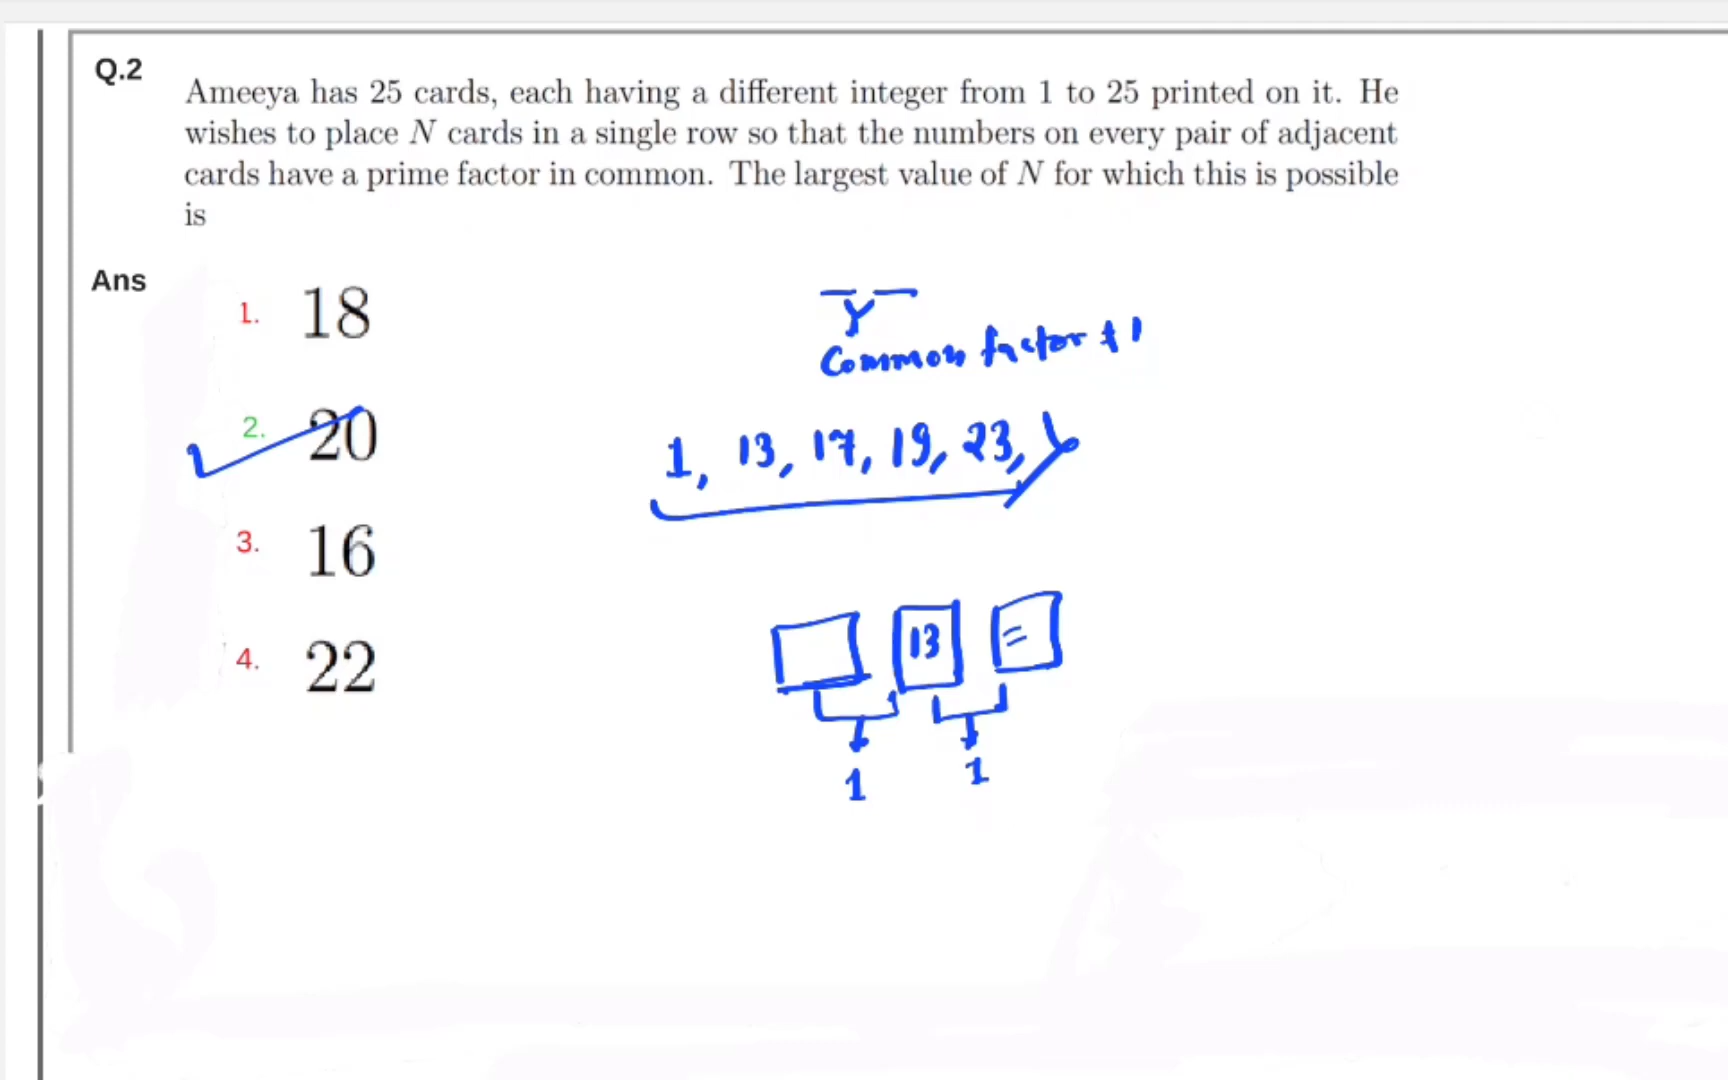 Q.2
Ameeya has 25 cards, each having a different integer from 1 to 25 printed on it. He
wishes to place N cards in a single row so that the numbers on every pair of adjacent
cards have a prime factor in common. The largest value of N for which this is possible
is
Ans
1. 18
2. 20
3. 16
4. 22
Common factor ≠ 1
1, 13, 17, 19, 23,
13
1 1